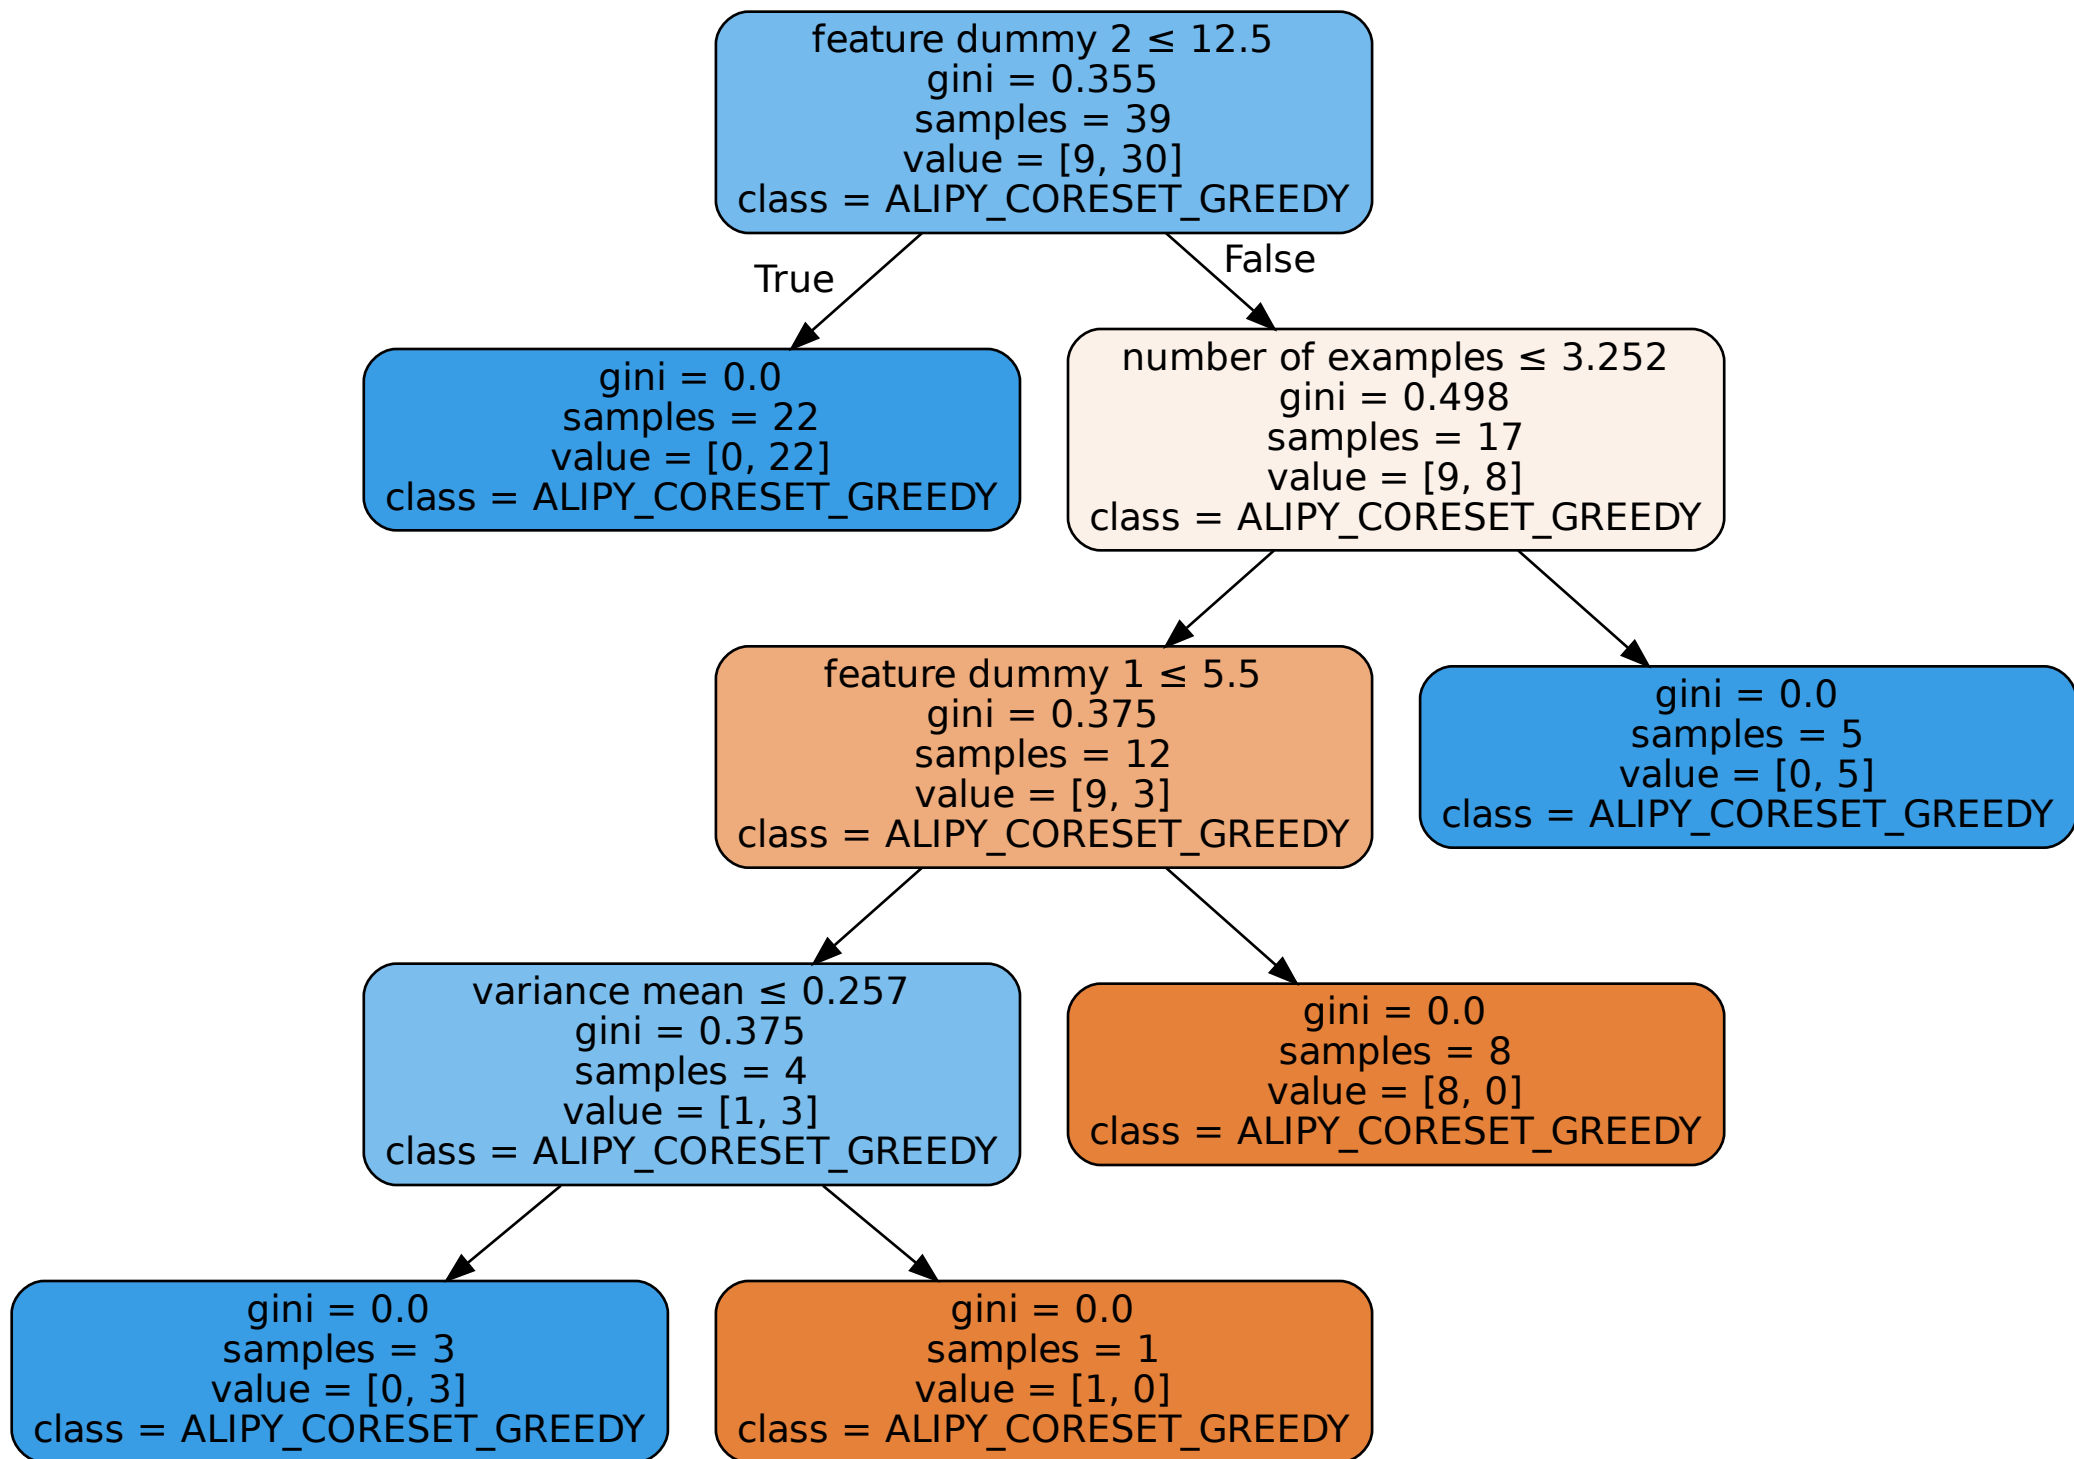 feature dummy 2 ≤ 12.5
gini = 0.355
samples = 39
value = [9, 30]
class = ALIPY_CORESET_GREEDY
True
False
gini = 0.0
samples = 22
value = [0, 22]
class = ALIPY_CORESET_GREEDY
number of examples ≤ 3.252
gini = 0.498
samples = 17
value = [9, 8]
class = ALIPY_CORESET_GREEDY
feature dummy 1 ≤ 5.5
gini = 0.375
samples = 12
value = [9, 3]
class = ALIPY_CORESET_GREEDY
gini = 0.0
samples = 5
value = [0, 5]
class = ALIPY_CORESET_GREEDY
variance mean ≤ 0.257
gini = 0.375
samples = 4
value = [1, 3]
class = ALIPY_CORESET_GREEDY
gini = 0.0
samples = 8
value = [8, 0]
class = ALIPY_CORESET_GREEDY
gini = 0.0
samples = 3
value = [0, 3]
class = ALIPY_CORESET_GREEDY
gini = 0.0
samples = 1
value = [1, 0]
class = ALIPY_CORESET_GREEDY